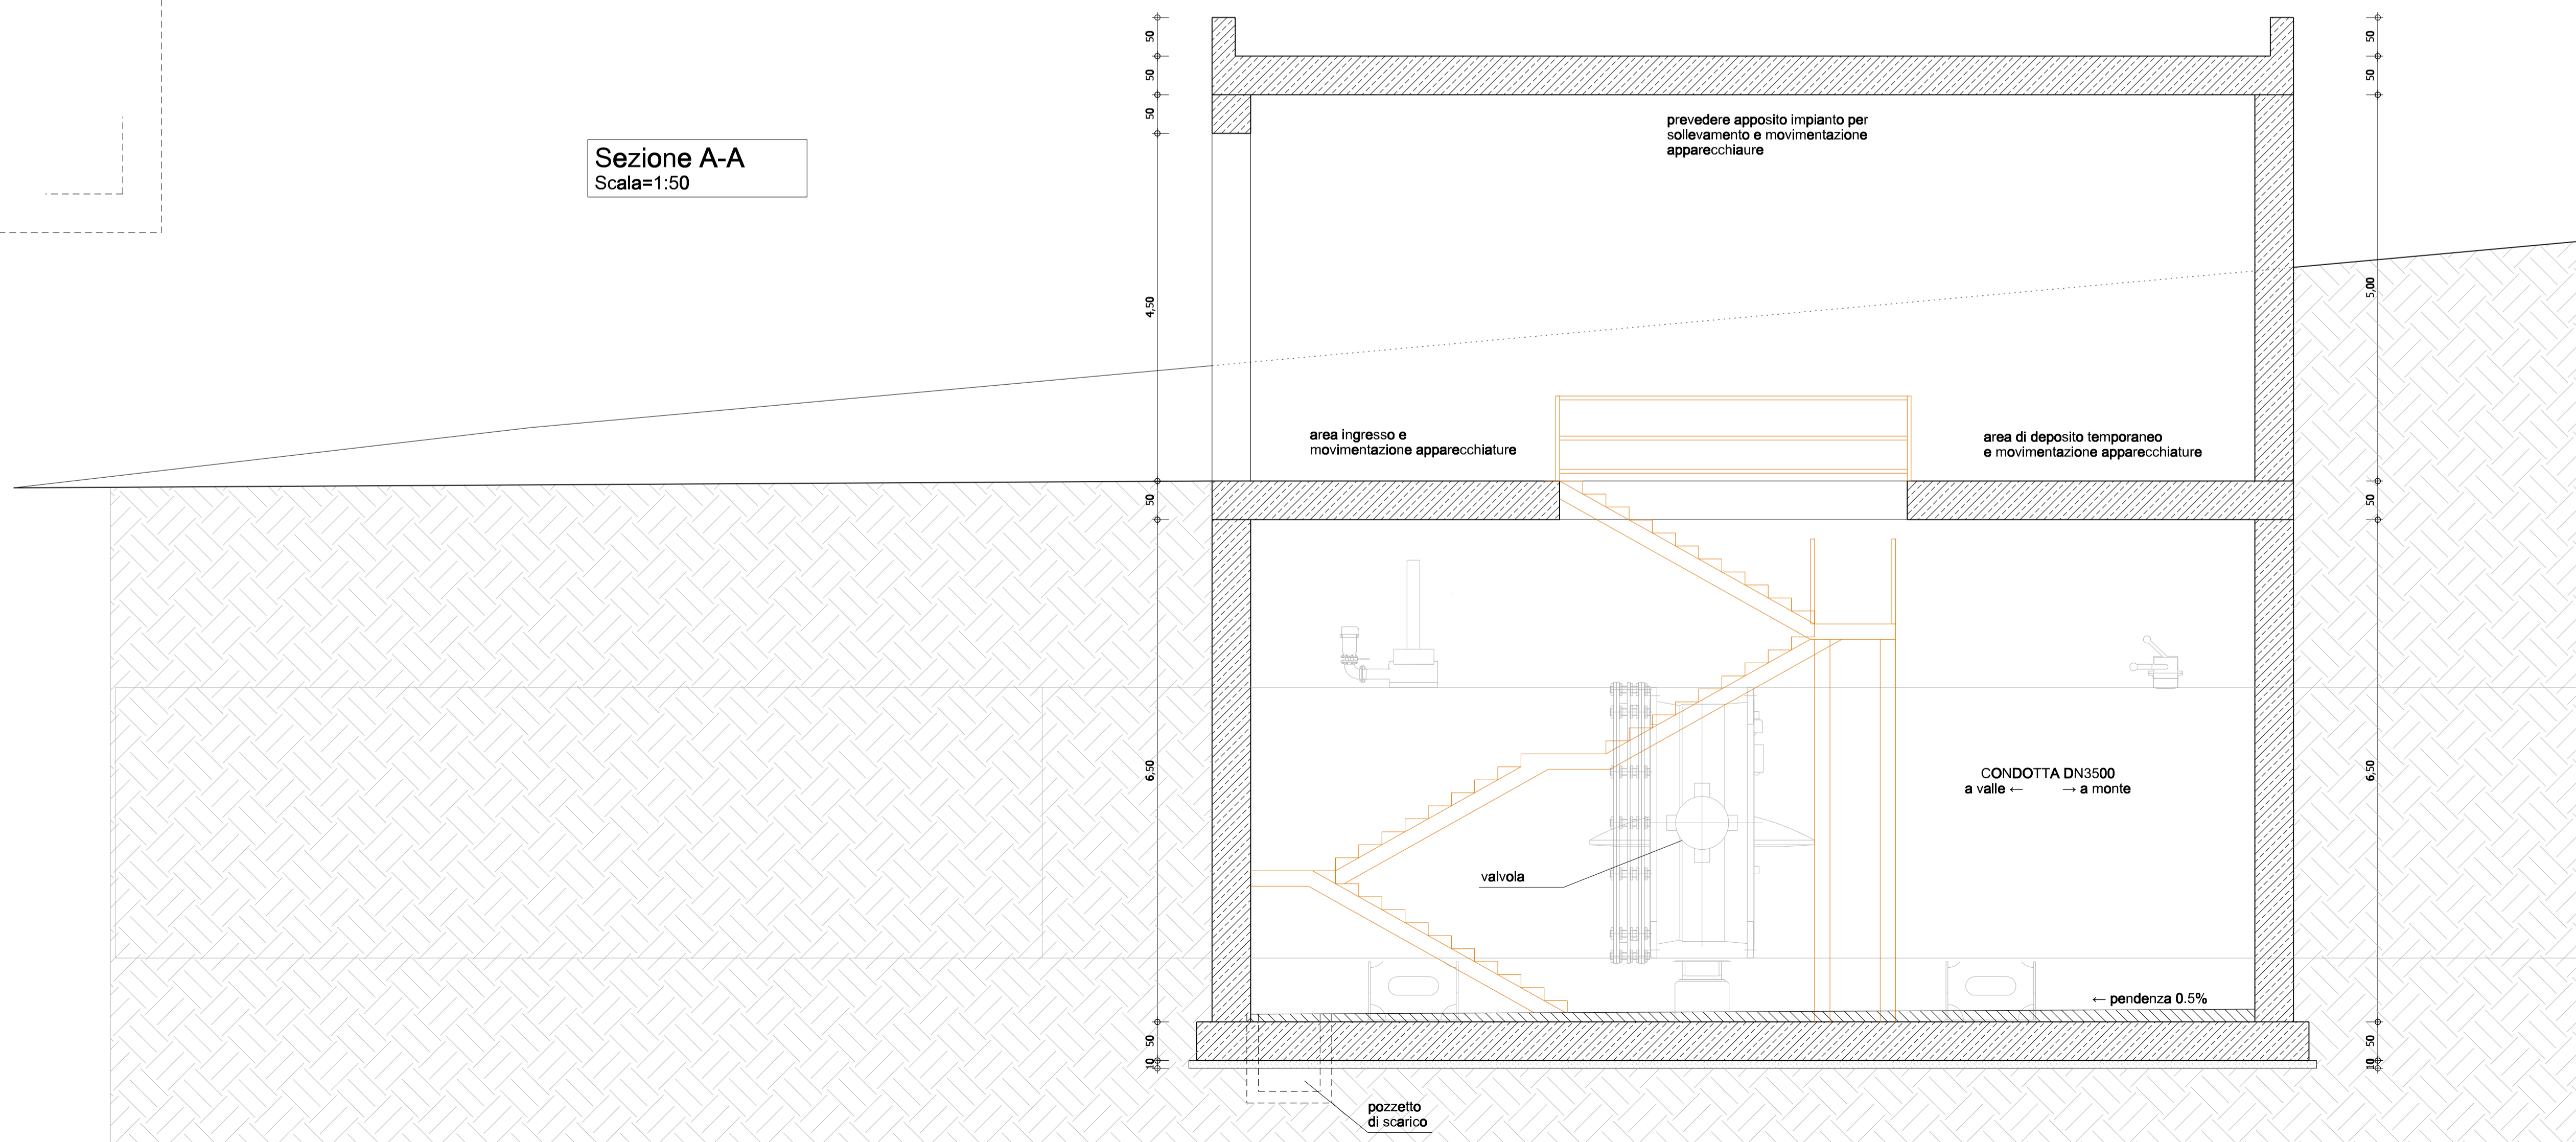 50
50
50
50
50
prevedere apposito impianto per
sollevamento e movimentazione
apparecchiaure
Sezione A-A
Scala=1:50
4,50
5,00
area ingresso e
movimentazione apparecchiature
area di deposito temporaneo
e movimentazione apparecchiature
50
50
6,50
6,50
CONDOTTA DN3500
a valle ← → a monte
valvola
← pendenza 0.5%
50
50
10
10
pozzetto
di scarico